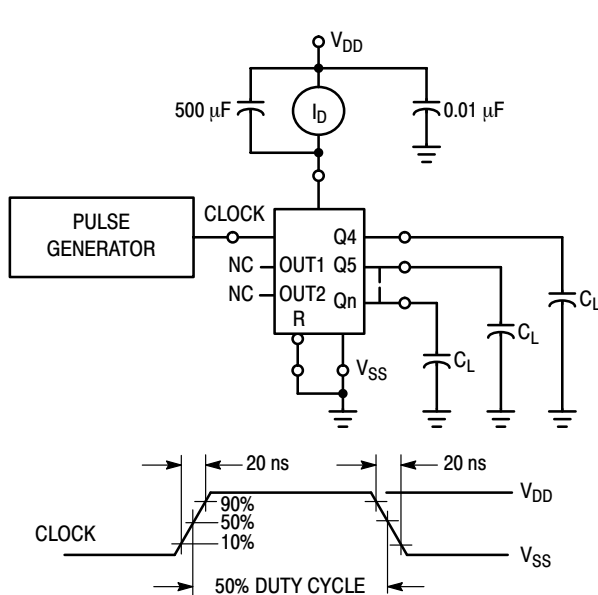 V_DD
500 μF
I_D
0.01 μF
PULSE
GENERATOR
CLOCK
Q4
NC
OUT1
Q5
NC
OUT2
Qn
R
V_SS
C_L
C_L
C_L
20 ns
20 ns
90%
50%
10%
V_DD
CLOCK
V_SS
50% DUTY CYCLE